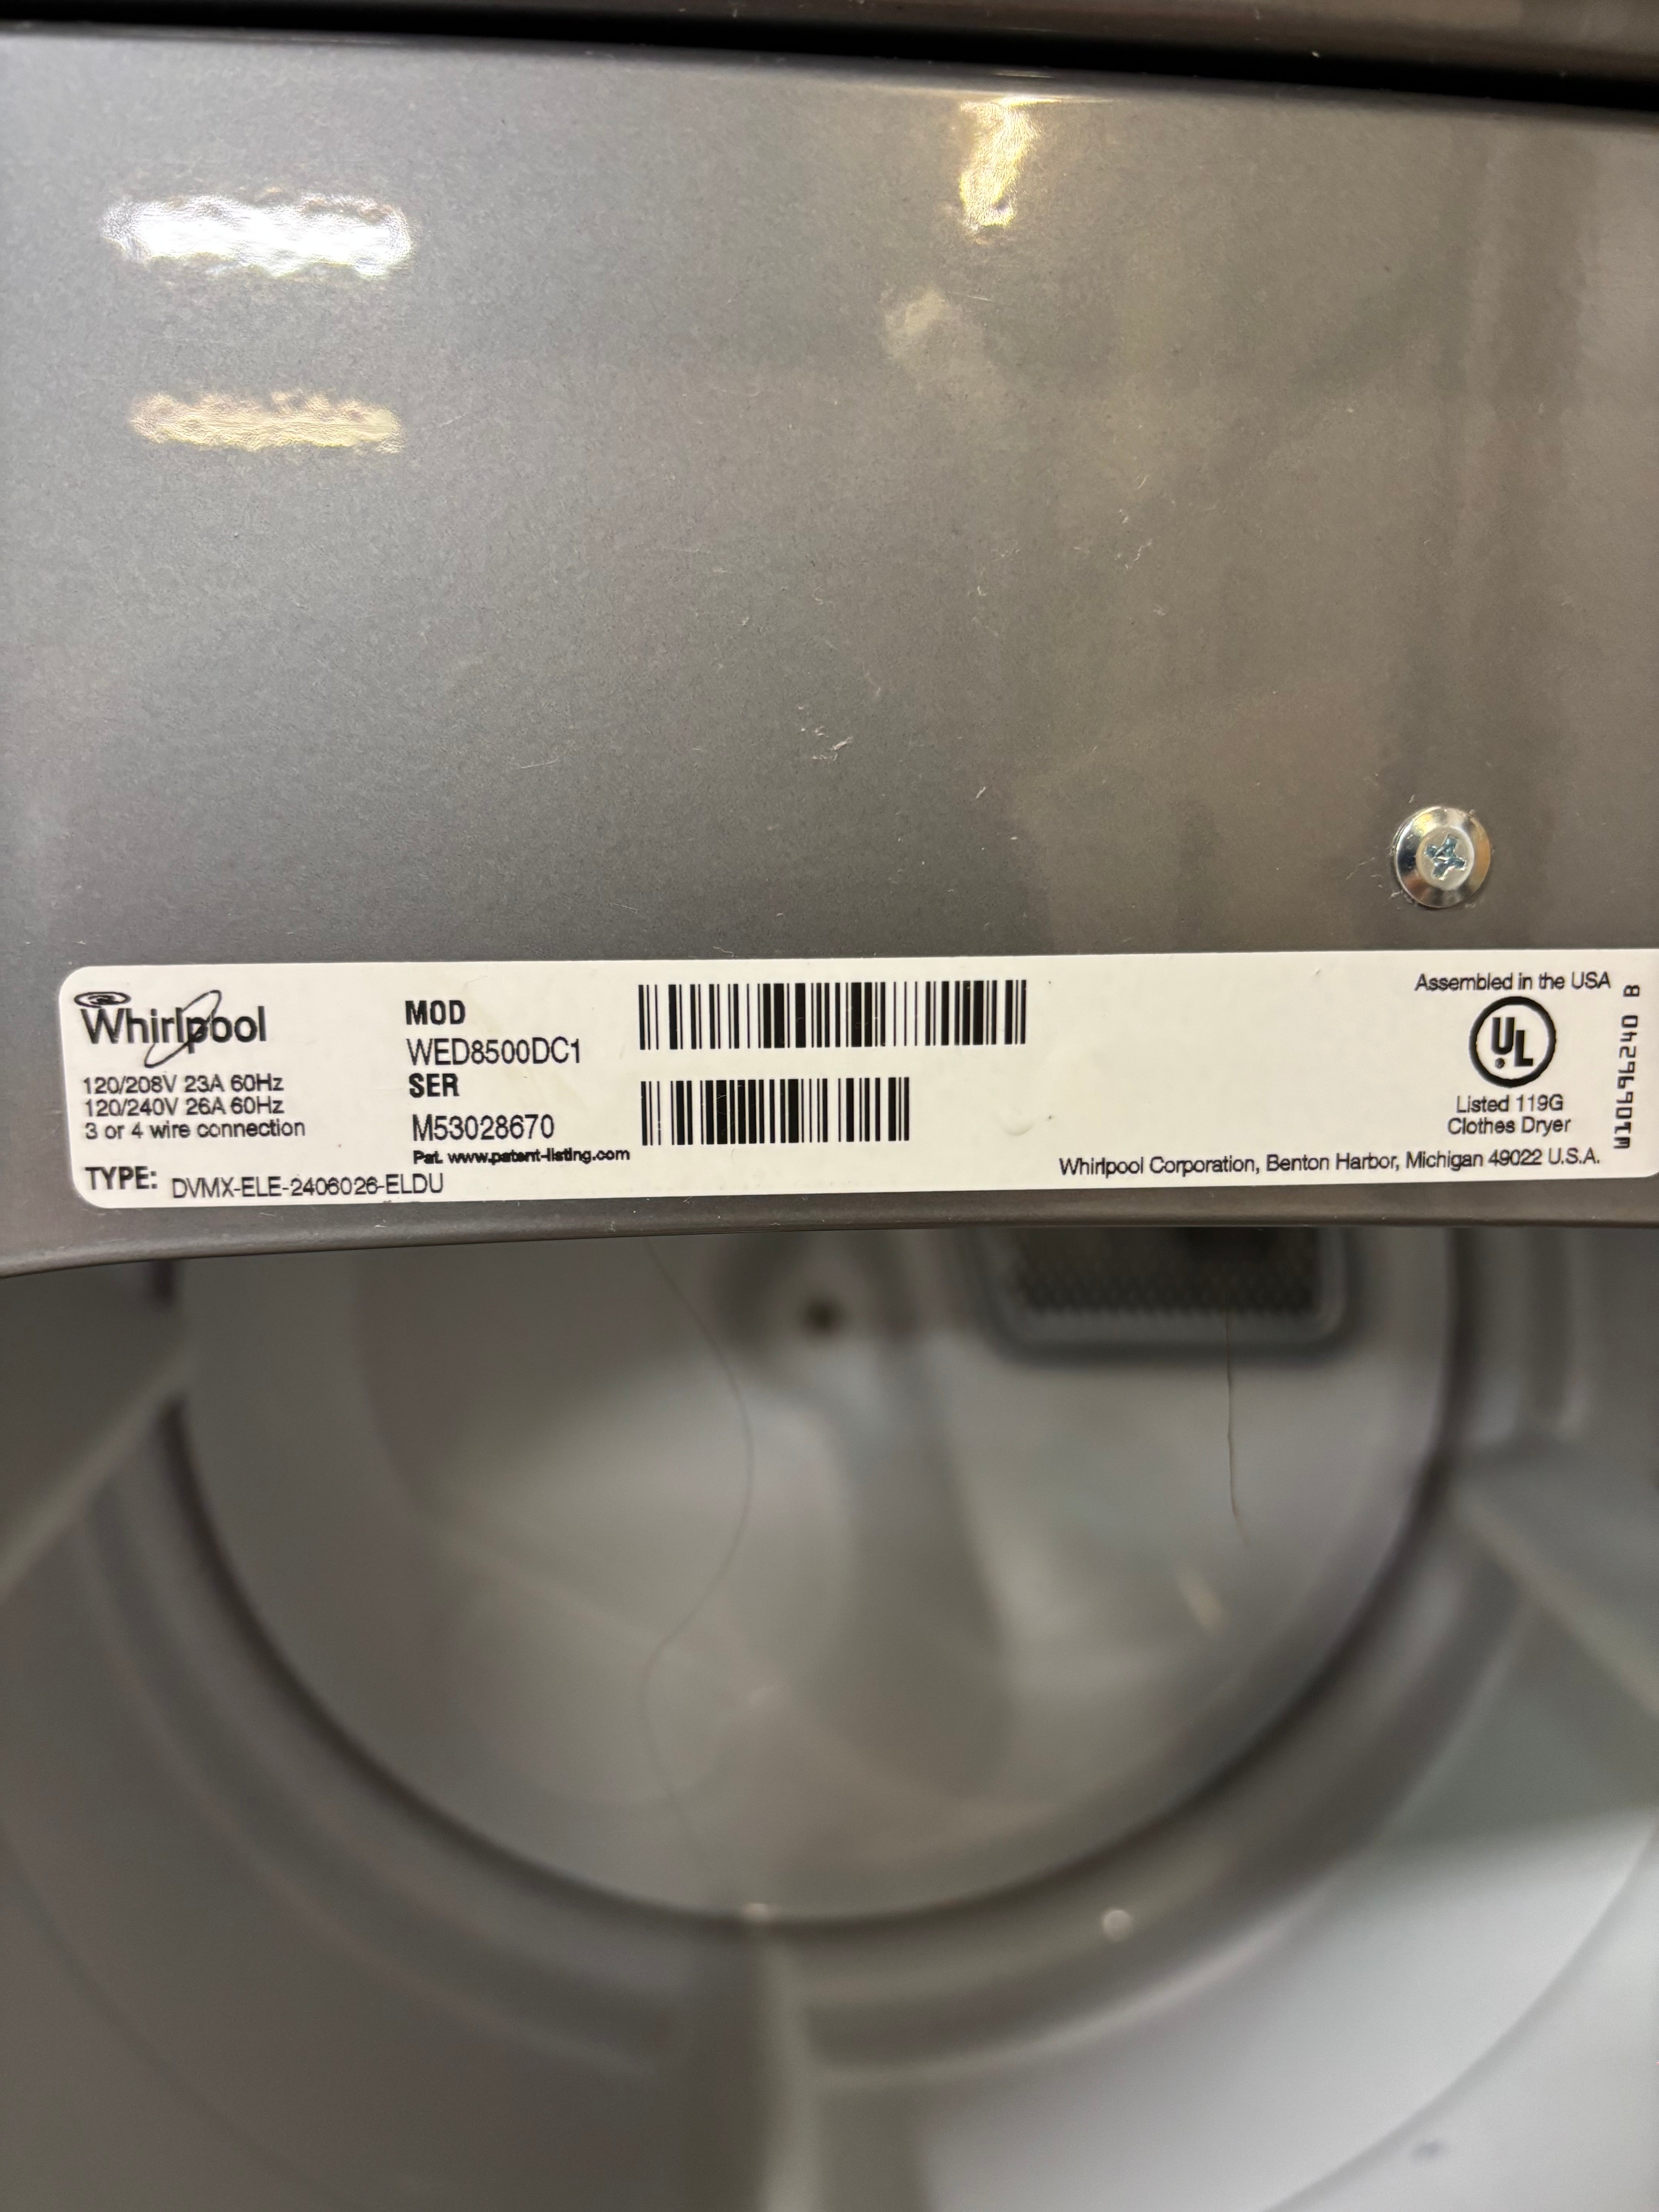 Whirlpool
120/208V 23A 60Hz
120/240V 26A 60Hz
3 or 4 wire connection
TYPE: DVMX-ELE-2406026-ELDU
MOD
WED8500DC1
SER
M53028670
Pat. www.patent-listing.com
Assembled in the USA
UL
Listed 119G
Clothes Dryer
Whirlpool Corporation, Benton Harbor, Michigan 49022 U.S.A.
W10696240 B